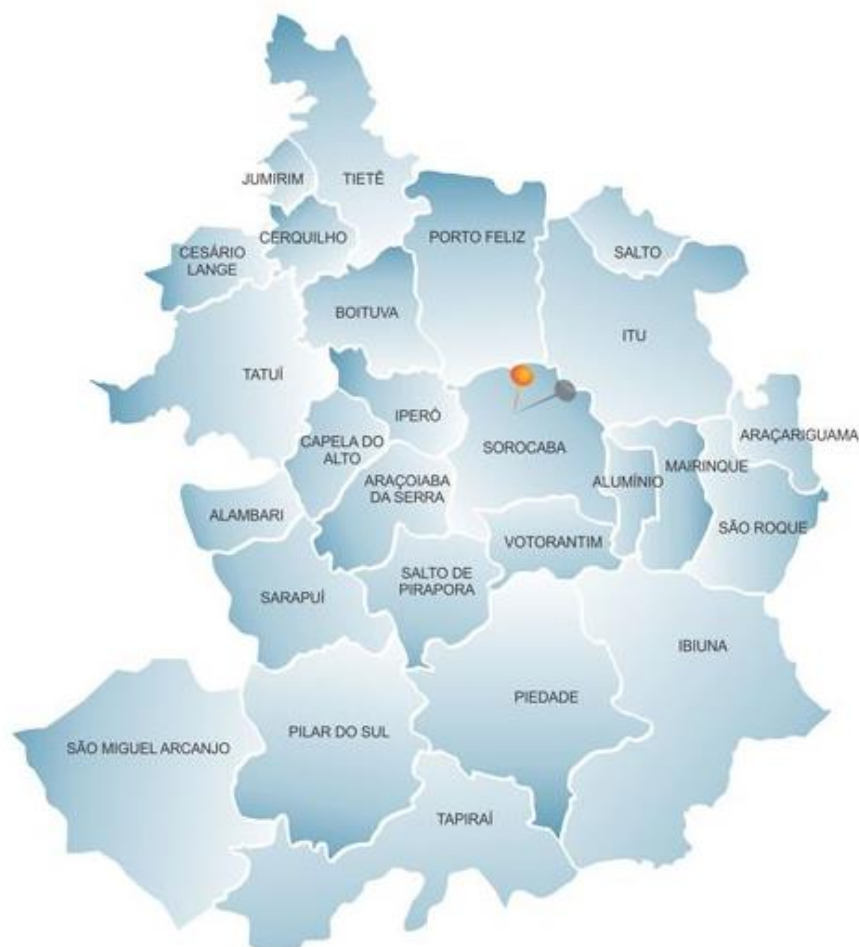 JUMIRIM
TIETÊ
CERQUILHO
CESÁRIO
LANGE
PORTO FELIZ
SALTO
BOITUVA
ITU
TATUÍ
IPERÓ
CAPELA DO
ALTO
SOROCABA
ARAÇARIGUAMA
MAIRINQUE
ALUMÍNIO
ARAÇOIABA
DA SERRA
ALAMBARI
VOTORANTIM
SÃO ROQUE
SALTO DE
PIRAPORA
SARAPUÍ
IBIUNA
PIEDADE
PILAR DO SUL
SÃO MIGUEL ARCANJO
TAPIRAÍ